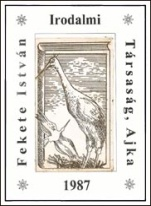 Irodalmi
Fekete István
Társaság, Ajka
1987